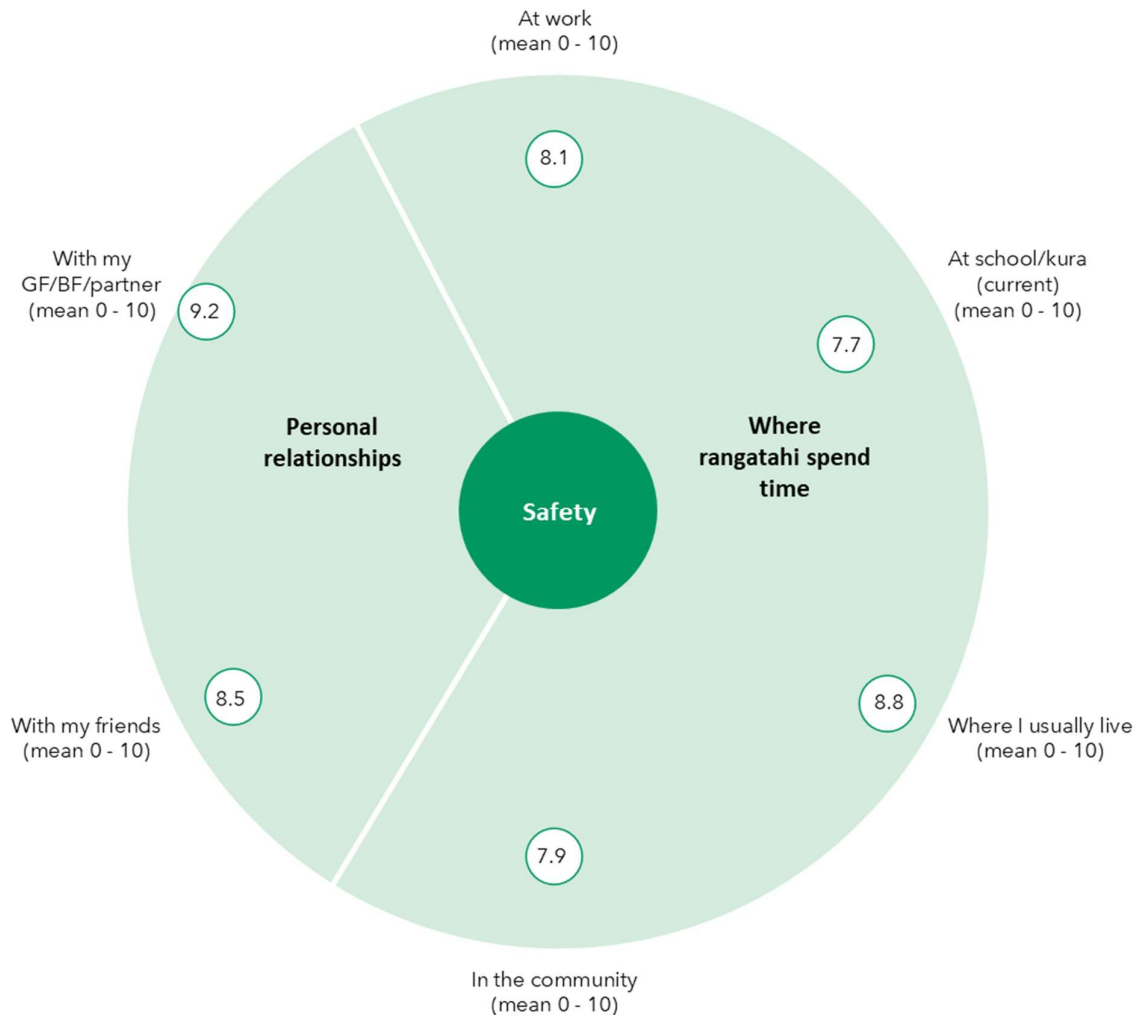 At work
(mean 0 - 10)
8.1
At school/kura
(current)
(mean 0 - 10)
7.7
With my
GF/BF/partner
(mean 0 - 10)
9.2
Personal
relationships
Where
rangatahi spend
time
Safety
8.5
With my friends
(mean 0 - 10)
8.8
Where I usually live
(mean 0 - 10)
7.9
In the community
(mean 0 - 10)